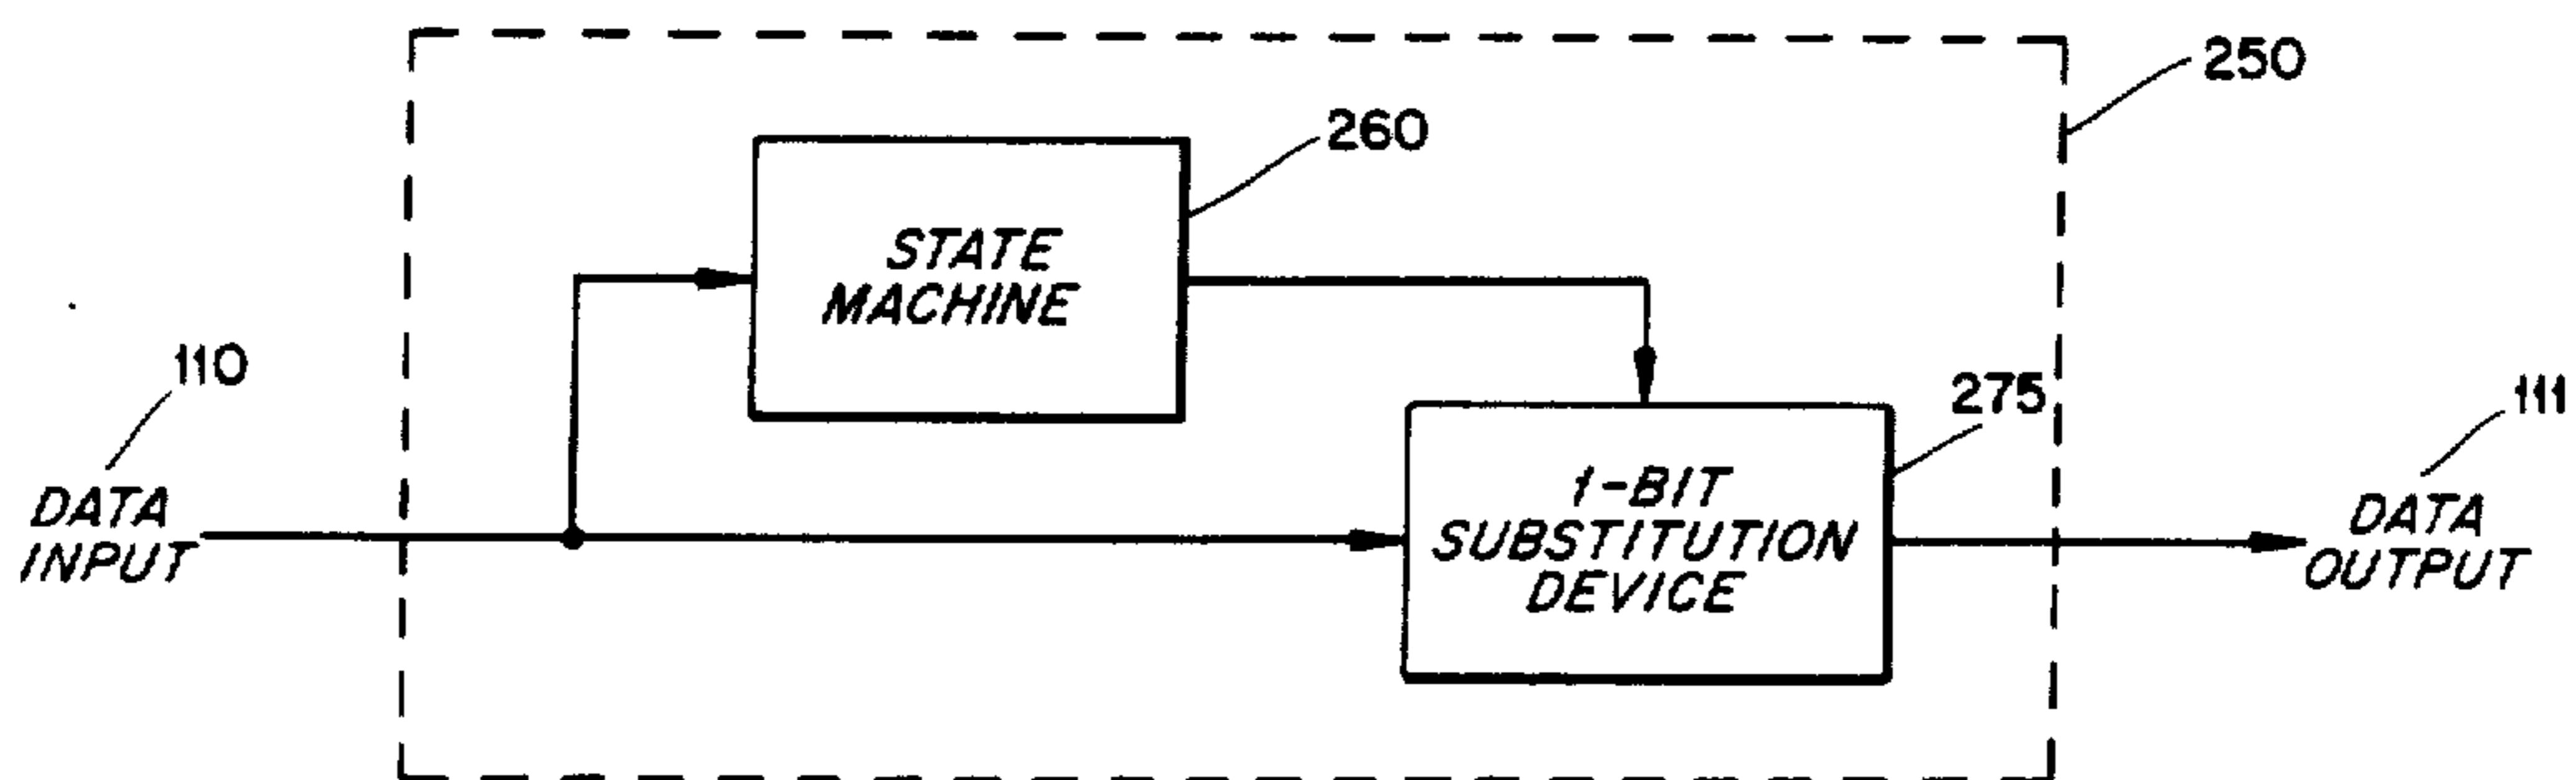 250
260
STATE
MACHINE
110
275
111
DATA
INPUT
1-BIT
SUBSTITUTION
DEVICE
DATA
OUTPUT